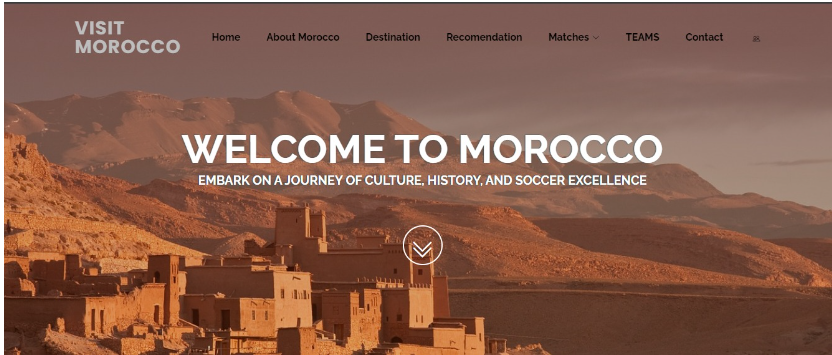 VISIT
MOROCCO
Home About Morocco Destination Recomendation Matches TEAMS Contact
WELCOME TO MOROCCO
EMBARK ON A JOURNEY OF CULTURE, HISTORY, AND SOCCER EXCELLENCE